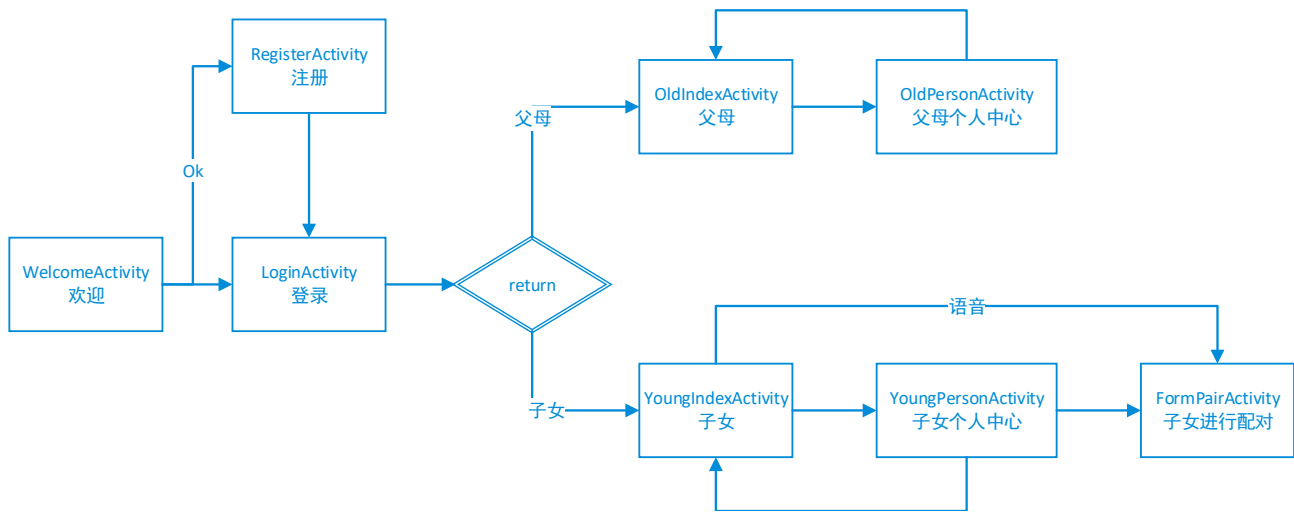 RegisterActivity
注册
OldIndexActivity
父母
OldPersonActivity
父母个人中心
父母
Ok
WelcomeActivity
欢迎
LoginActivity
登录
return
语音
子女
YoungIndexActivity
子女
YoungPersonActivity
子女个人中心
FormPairActivity
子女进行配对